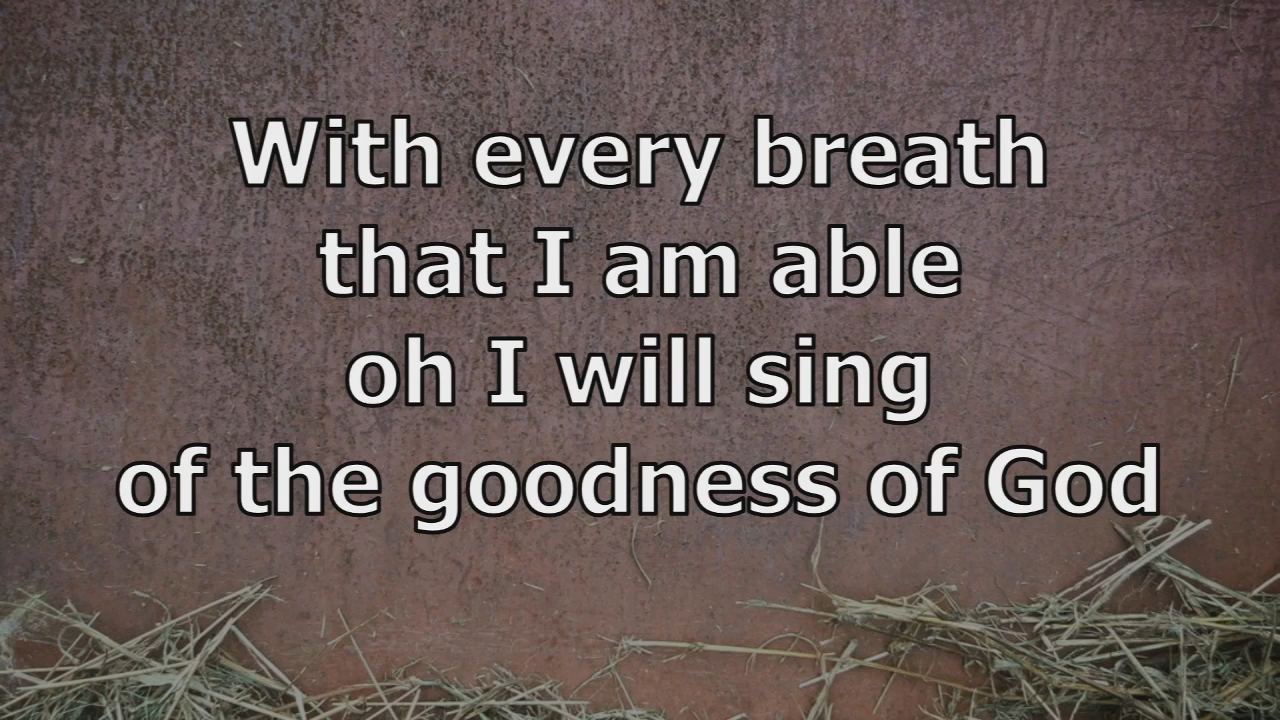 With every breath
that I am able
oh I will sing
of the goodness of God